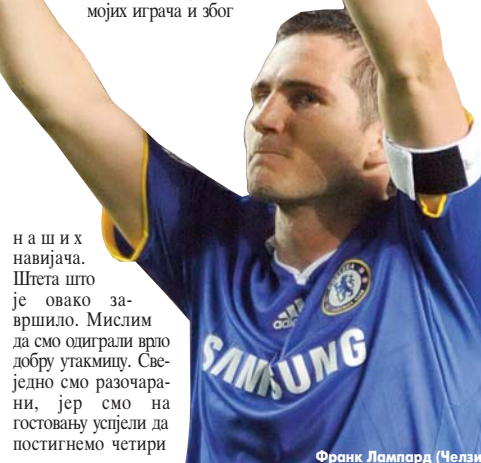 мојих играча и због
н а ш и х
навијача.
Штета што
је овако за-
вршило. Мислим
да смо одиграли врло
добру утакмицу. Све-
једно смо разочара-
ни, јер смо на
гостовању успјели да
постигнемо четири
adidas
SAMSUNG
Франк Лампард (Челзи